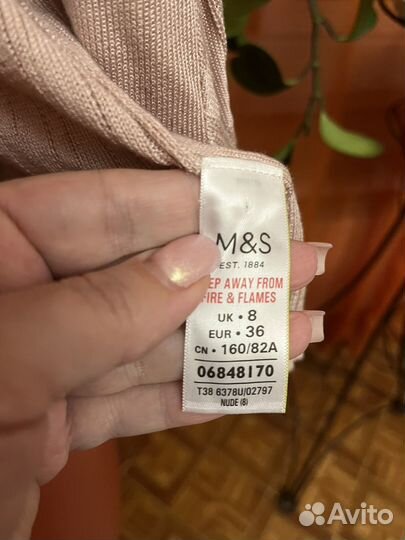 M&S
EST. 1884
EP AWAY FROM
FIRE & FLAMES
UK • 8
EUR • 36
CN • 160/82A
06848170
T38 6378U/02797
NUDE (8)
Avito